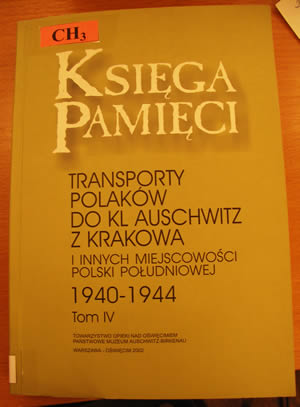 CH3
KSIĘGA
PAMIĘCI
TRANSPORTY
POLAKÓW
DO KL AUSCHWITZ
Z KRAKOWA
I INNYCH MIEJSCOWOŚCI
POLSKI POŁUDNIOWEJ
1940-1944
Tom IV
TOWARZYSTWO OPIEKI NAD OŚWIĘCIMIEM
PAŃSTWOWE MUZEUM AUSCHWITZ-BIRKENAU
WARSZAWA - OŚWIĘCIM 2002